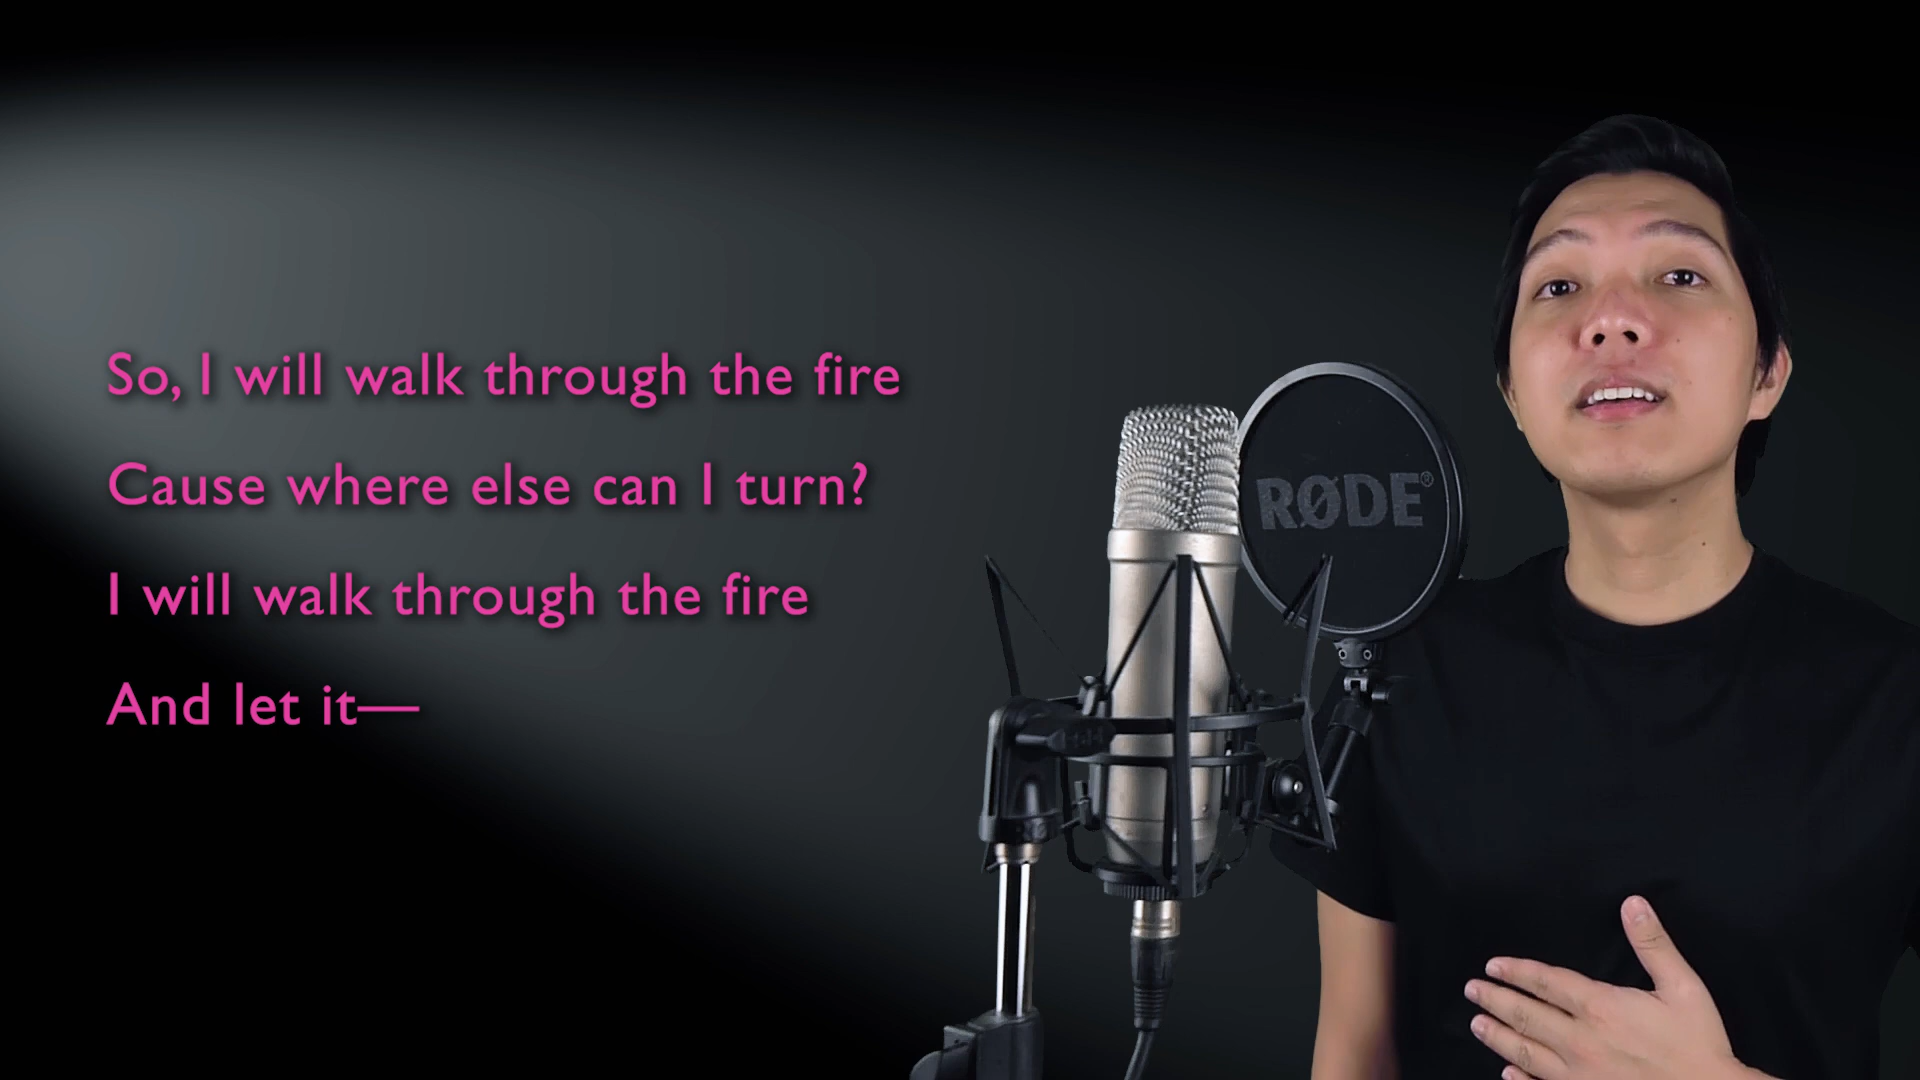 So, I will walk through the fire
Cause where else can I turn?
I will walk through the fire
And let it—
RØDE®